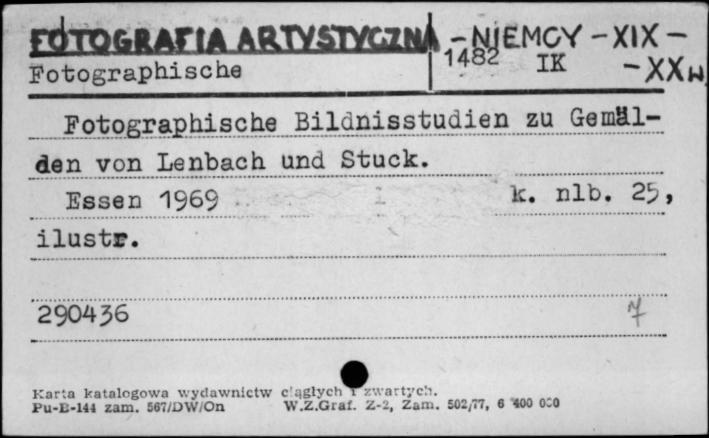 FOTOGRAFIA ARTYSTYCZNA - NIEMCY - XIX -
- XX w
Fotographische
1482 IK
Fotographische Bildnisstudien zu Gemäl-
den von Lenbach und Stuck.
Essen 1969 k. nlb. 25,
ilustr.
290436 7
Karta katalogowa wydawnictw ciągłych i zwartych.
Pu-B-144 zam. 567/DW/On W.Z.Graf. Z-2, Zam. 502/77, 6 400 000